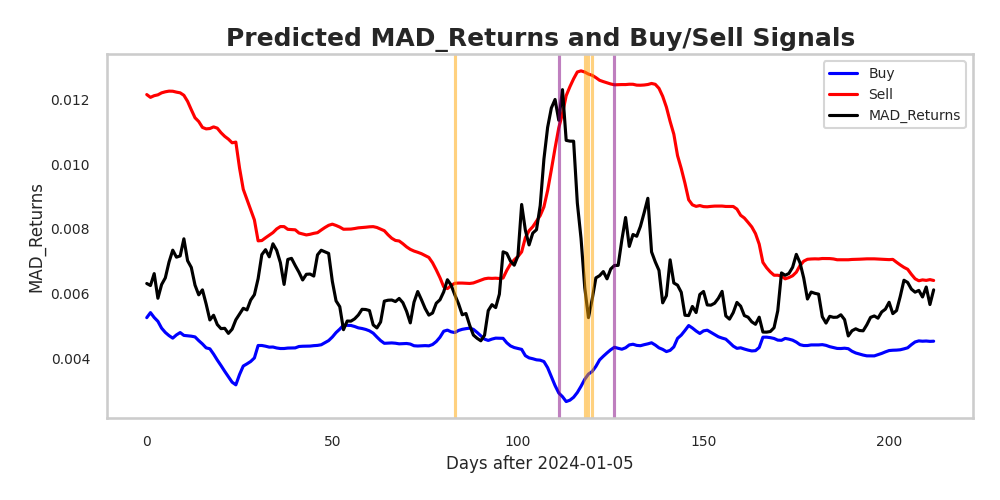 Predicted MAD_Returns and Buy/Sell Signals
Buy
Sell
MAD_Returns
MAD_Returns
0.012
0.010
0.008
0.006
0.004
0
50
100
150
200
Days after 2024-01-05